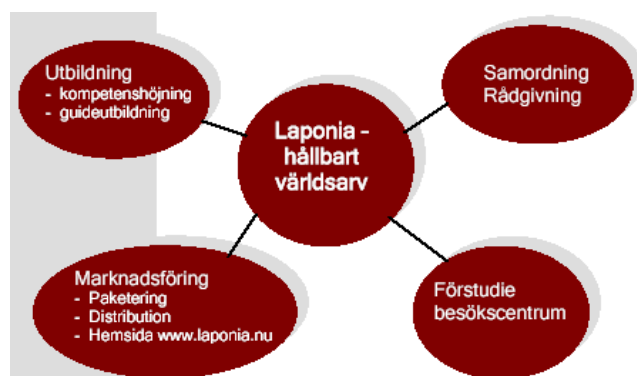 Utbildning
- kompetenshöjning
- guideutbildning
Samordning
Rådgivning
Laponia –
hållbart
världsarv
Marknadsföring
- Paketering
- Distribution
- Hemsida www.laponia.nu
Förstudie
besökscentrum